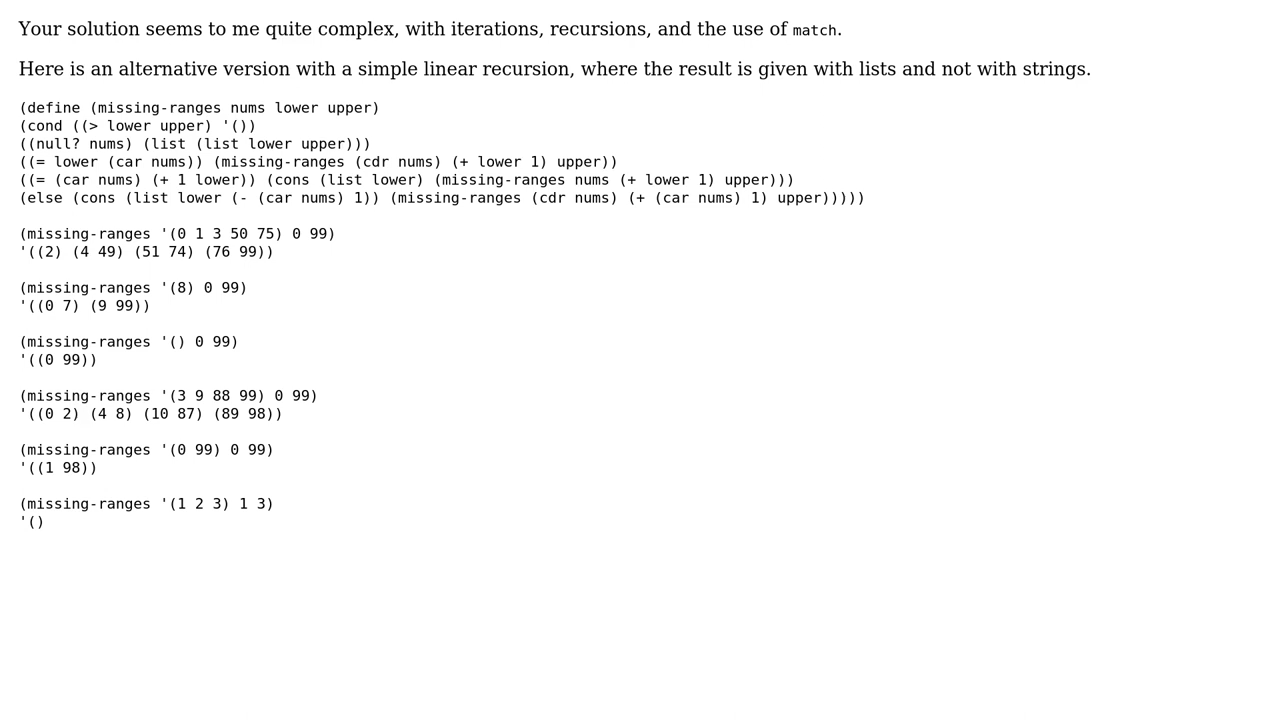 Your solution seems to me quite complex, with iterations, recursions, and the use of match.
Here is an alternative version with a simple linear recursion, where the result is given with lists and not with strings.
(define (missing-ranges nums lower upper)
(cond ((> lower upper) '())
((null? nums) (list (list lower upper)))
((= lower (car nums)) (missing-ranges (cdr nums) (+ lower 1) upper))
((= (car nums) (+ 1 lower)) (cons (list lower) (missing-ranges nums (+ lower 1) upper)))
(else (cons (list lower (- (car nums) 1)) (missing-ranges (cdr nums) (+ (car nums) 1) upper)))))
(missing-ranges '(0 1 3 50 75) 0 99)
'((2) (4 49) (51 74) (76 99))
(missing-ranges '(8) 0 99)
'((0 7) (9 99))
(missing-ranges '() 0 99)
'((0 99))
(missing-ranges '(3 9 88 99) 0 99)
'((0 2) (4 8) (10 87) (89 98))
(missing-ranges '(0 99) 0 99)
'((1 98))
(missing-ranges '(1 2 3) 1 3)
'()